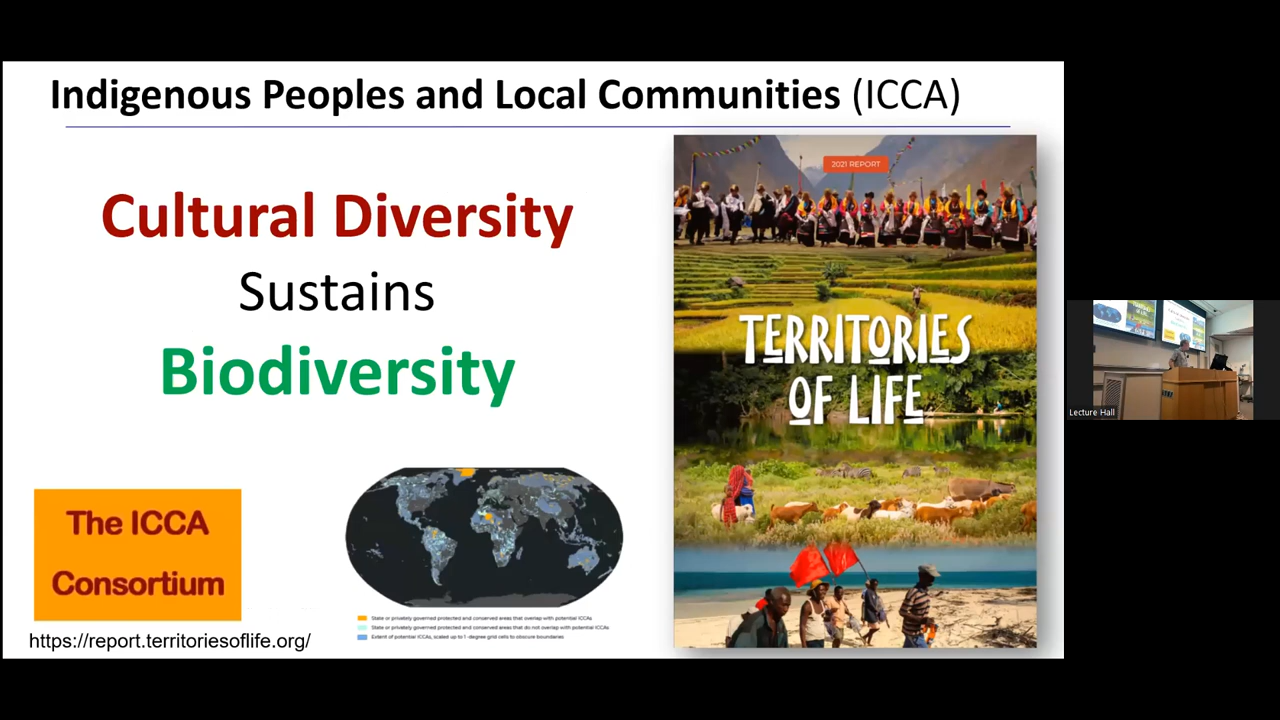 Indigenous Peoples and Local Communities (ICCA)
Cultural Diversity
Sustains
Biodiversity
2021 REPORT
TERRITORIES
OF LIFE
The ICCA
Consortium
https://report.territoriesoflife.org/
State or privately governed protected and conserved areas that overlap with potential ICCAs
State or privately governed protected and conserved areas that do not overlap with potential ICCAs
Extent of potential ICCAs, scaled up to 1-degree grid cells to obscure boundaries
Lecture Hall